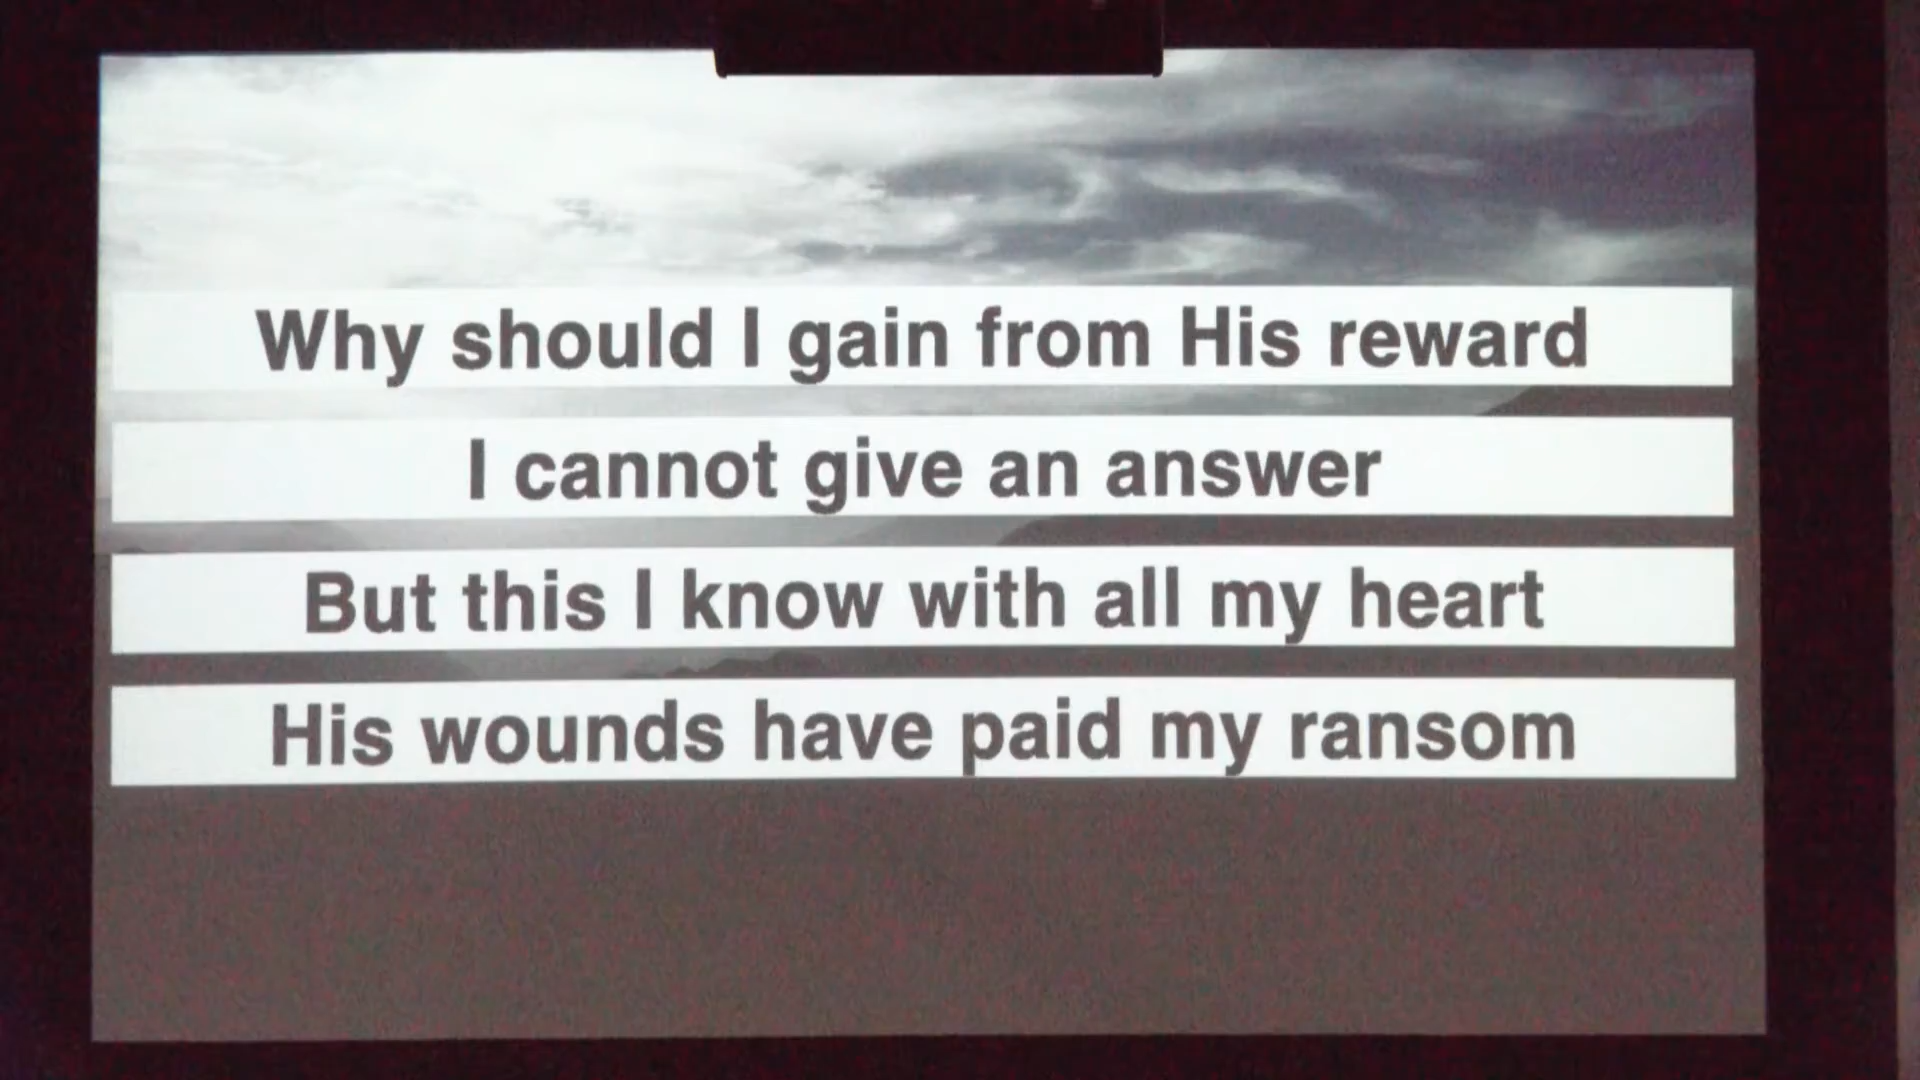 Why should I gain from His reward
I cannot give an answer
But this I know with all my heart
His wounds have paid my ransom